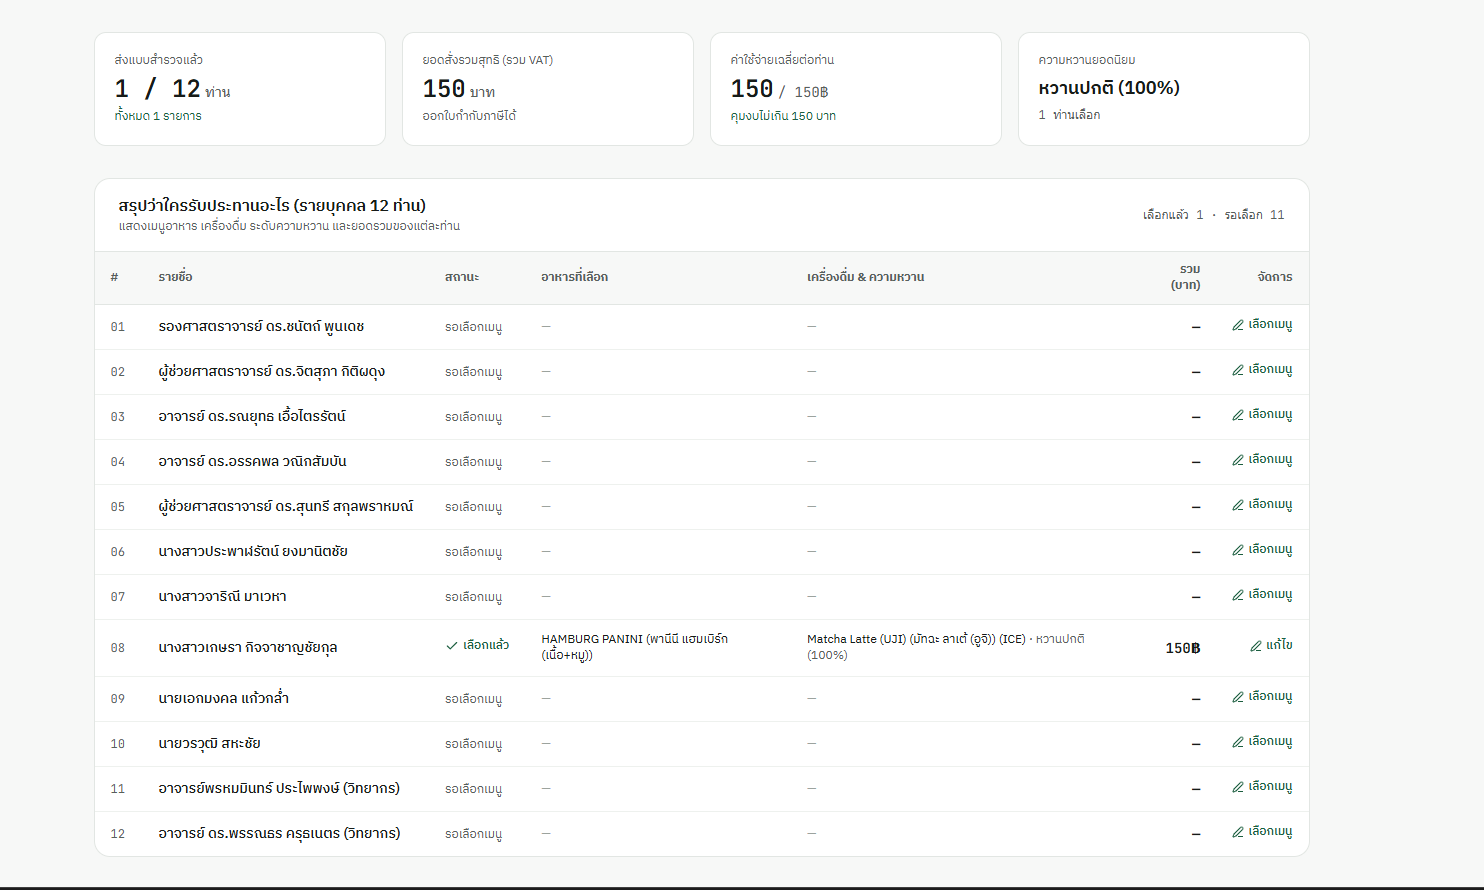 ส่งแบบสำรวจแล้ว
1 / 12 ท่าน
ทั้งหมด 1 รายการ
ยอดสั่งรวมสุทธิ (รวม VAT)
150 บาท
ออกใบกำกับภาษีได้
ค่าใช้จ่ายเฉลี่ยต่อท่าน
150 / 150฿
คุมงบไม่เกิน 150 บาท
ความหวานยอดนิยม
หวานปกติ (100%)
1 ท่านเลือก
สรุปว่าใครรับประทานอะไร (รายบุคคล 12 ท่าน)
แสดงเมนูอาหาร เครื่องดื่ม ระดับความหวาน และยอดรวมของแต่ละท่าน
เลือกแล้ว 1 · รอเลือก 11
# รายชื่อ สถานะ อาหารที่เลือก เครื่องดื่ม & ความหวาน รวม (บาท) จัดการ
01 รองศาสตราจารย์ ดร.ชนัตถ์ พูนเดช รอเลือกเมนู — — — เลือกเมนู
02 ผู้ช่วยศาสตราจารย์ ดร.จิตสุภา กิติผดุง รอเลือกเมนู — — — เลือกเมนู
03 อาจารย์ ดร.รณยุทธ เอื้อไตรรัตน์ รอเลือกเมนู — — — เลือกเมนู
04 อาจารย์ ดร.อรรคพล วณิกสัมบัน รอเลือกเมนู — — — เลือกเมนู
05 ผู้ช่วยศาสตราจารย์ ดร.สุนทรี สกุลพราหมณ์ รอเลือกเมนู — — — เลือกเมนู
06 นางสาวประพาฬรัตน์ ยงมานิตชัย รอเลือกเมนู — — — เลือกเมนู
07 นางสาวจาริณี มาเวหา รอเลือกเมนู — — — เลือกเมนู
08 นางสาวเกษรา กิจจาชาญชัยกุล เลือกแล้ว HAMBURG PANINI (พานีนี แฮมเบิร์ก Matcha Latte (UJI) (มัทฉะ ลาเต้ (อูจิ)) (ICE) · หวานปกติ 150฿ แก้ไข
(เนื้อ+หมู)) (100%)
09 นายเอกมงคล แก้วกล่ำ รอเลือกเมนู — — — เลือกเมนู
10 นายวรวุฒิ สหะชัย รอเลือกเมนู — — — เลือกเมนู
11 อาจารย์พรหมมินทร์ ประไพพงษ์ (วิทยากร) รอเลือกเมนู — — — เลือกเมนู
12 อาจารย์ ดร.พรรณธร ครุธเนตร (วิทยากร) รอเลือกเมนู — — — เลือกเมนู